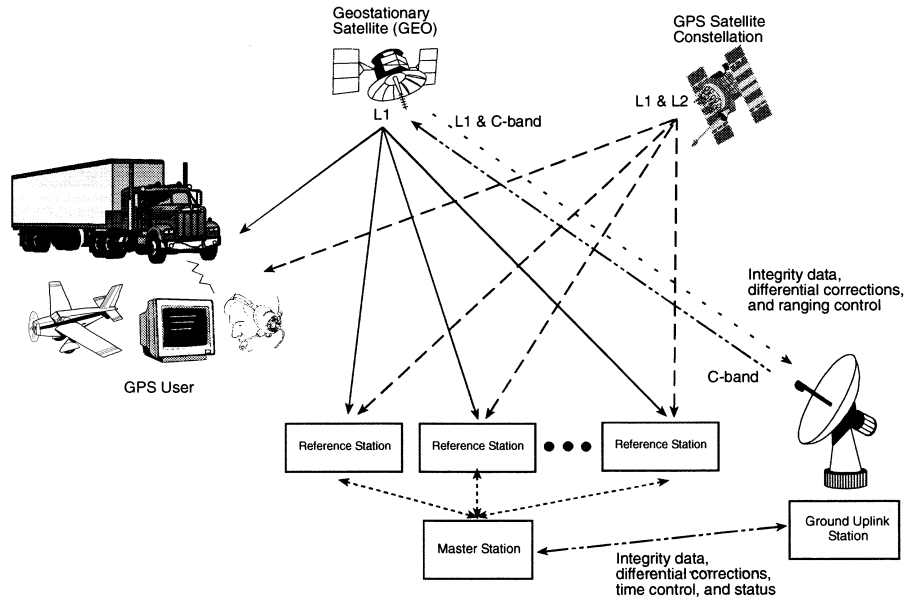 Geostationary
Satellite (GEO)
GPS Satellite
Constellation
L1
L1 & C-band
L1 & L2
Integrity data,
differential corrections,
and ranging control
GPS User
C-band
Reference Station
Reference Station
Reference Station
Master Station
Ground Uplink
Station
Integrity data,
differential corrections,
time control, and status